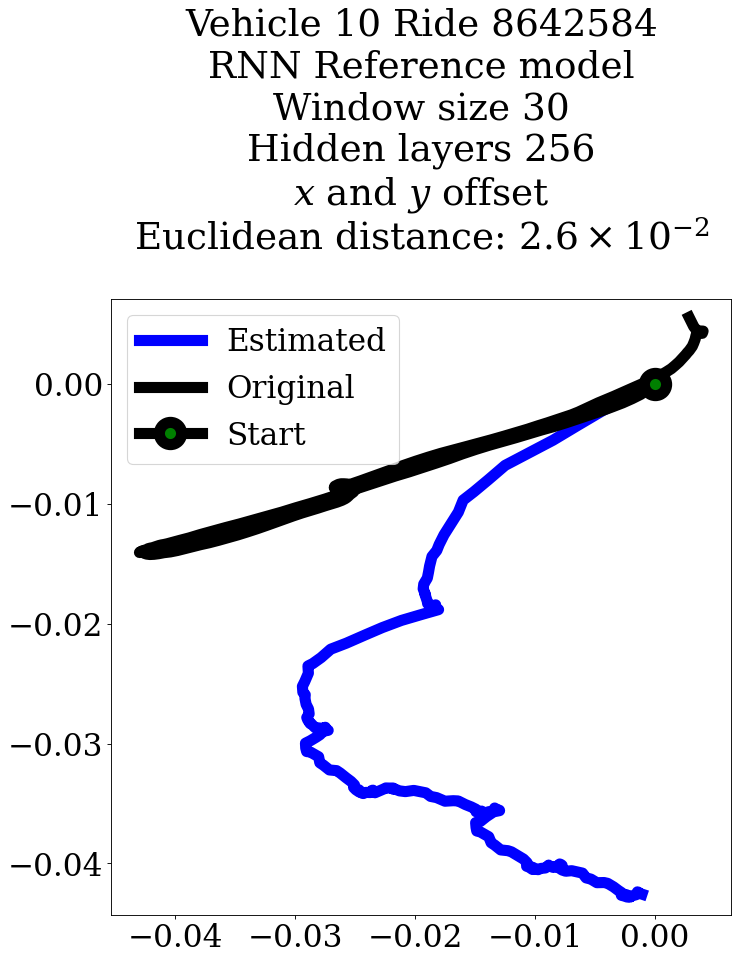 Vehicle 10 Ride 8642584
RNN Reference model
Window size 30
Hidden layers 256
x and y offset
Euclidean distance: 2.6 × 10⁻²
Estimated
Original
Start
0.00
−0.01
−0.02
−0.03
−0.04
−0.04 −0.03 −0.02 −0.01 0.00